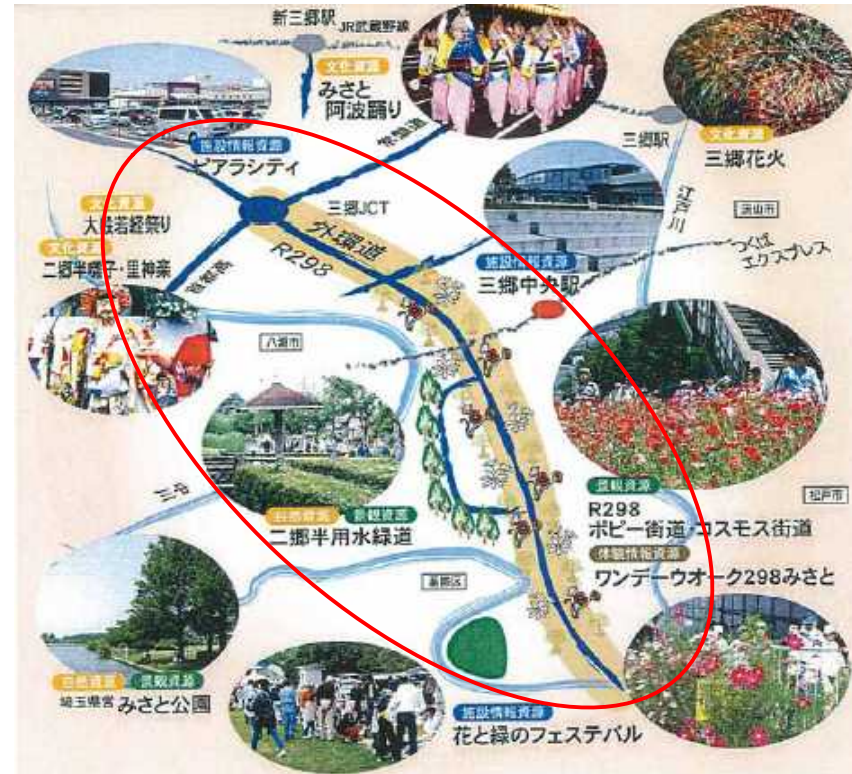 新三郷駅
JR武蔵野線
文化資源
みさと
阿波踊り
三郷駅
文化資源
三郷花火
施設情報資源
ピアラシティ
常磐道
三郷JCT
江戸川
流山市
文化資源
大般若経祭り
文化資源
二郷半囃子・里神楽
外環道
R298
首都高
施設情報資源
三郷中央駅
つくば
エクスプレス
八潮市
中川
自然資源
景観資源
二郷半用水緑道
景観資源
R298
ポピー街道・コスモス街道
松戸市
体験情報資源
ワンデーウオーク298みさと
葛飾区
自然資源
景観資源
埼玉県営みさと公園
施設情報資源
花と緑のフェステバル